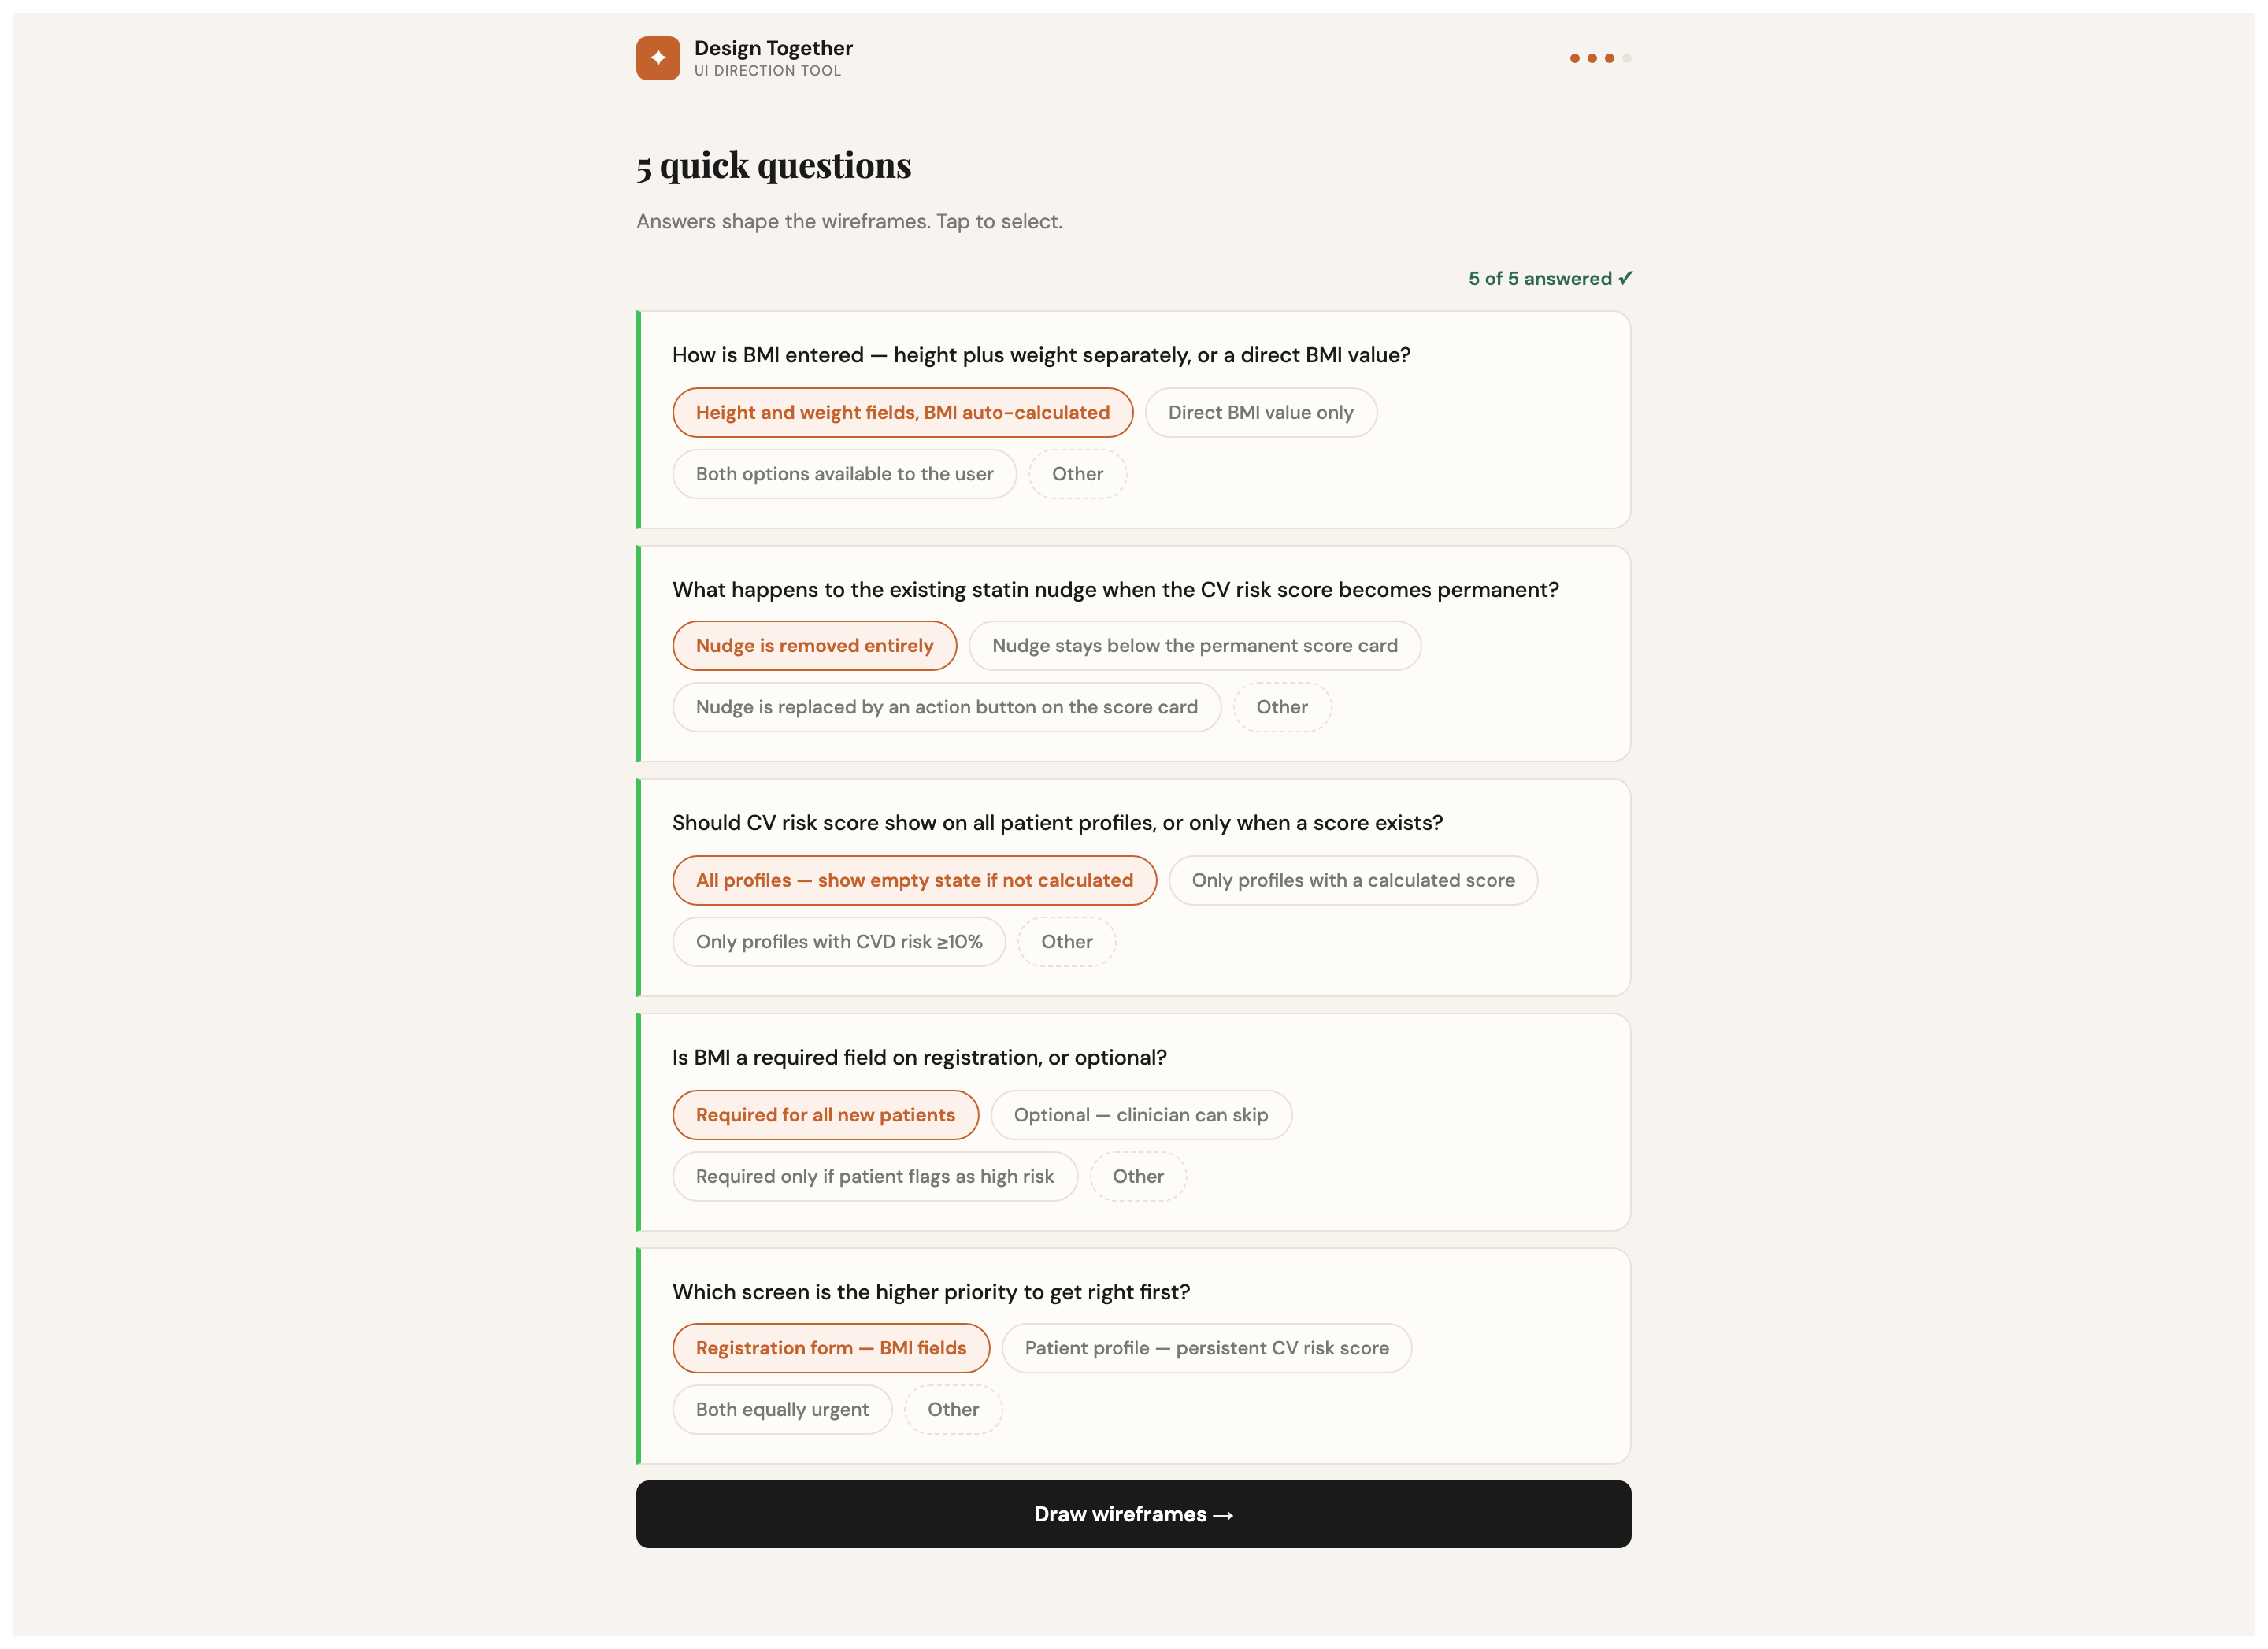 Design Together
UI DIRECTION TOOL
5 quick questions
Answers shape the wireframes. Tap to select.
5 of 5 answered ✓
How is BMI entered — height plus weight separately, or a direct BMI value?
Height and weight fields, BMI auto-calculated
Direct BMI value only
Both options available to the user
Other
What happens to the existing statin nudge when the CV risk score becomes permanent?
Nudge is removed entirely
Nudge stays below the permanent score card
Nudge is replaced by an action button on the score card
Other
Should CV risk score show on all patient profiles, or only when a score exists?
All profiles — show empty state if not calculated
Only profiles with a calculated score
Only profiles with CVD risk ≥10%
Other
Is BMI a required field on registration, or optional?
Required for all new patients
Optional — clinician can skip
Required only if patient flags as high risk
Other
Which screen is the higher priority to get right first?
Registration form — BMI fields
Patient profile — persistent CV risk score
Both equally urgent
Other
Draw wireframes →